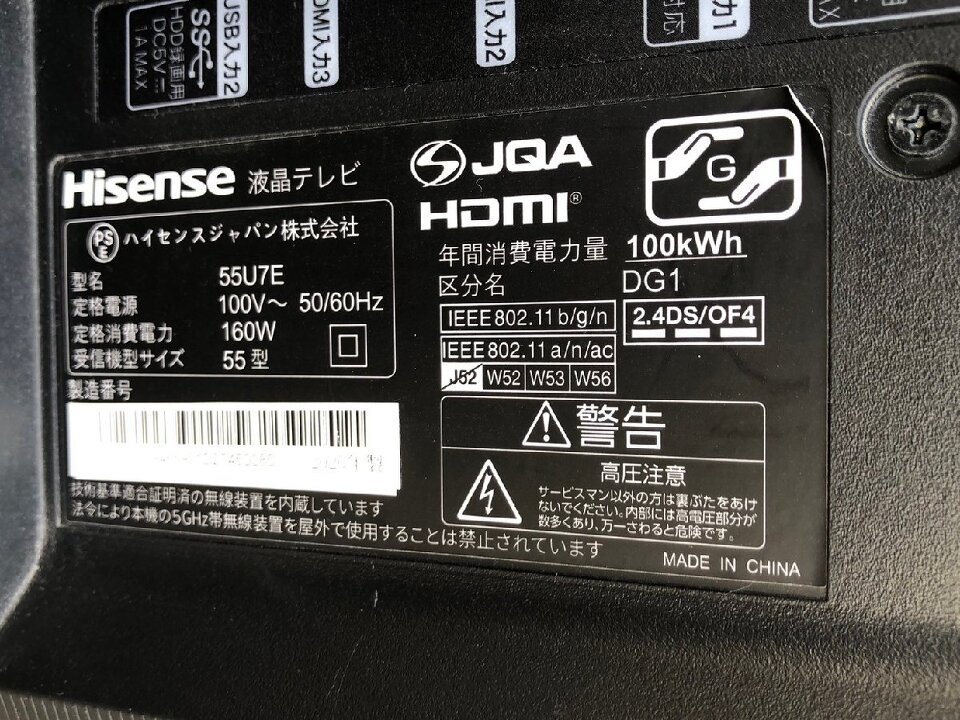 USB入力2
HDD録画用
DC5V
1A MAX
HDMI入力3
MI入力2
力1
対応
用
AX
Hisense 液晶テレビ
PS
E
ハイセンスジャパン株式会社
型名 55U7E
定格電源 100V～ 50/60Hz
定格消費電力 160W
受信機型サイズ 55型
製造番号
技術基準適合証明済の無線装置を内蔵しています
法令により本機の5GHz帯無線装置を屋外で使用することは禁止されています
JQA
HDMI®
G
年間消費電力量 100kWh
区分名 DG1
IEEE802.11b/g/n
2.4DS/OF4
IEEE802.11a/n/ac
J52 W52 W53 W56
警告
高圧注意
サービスマン以外の方は裏ぶたをあけ
ないでください。内部には高電圧部分が
数多くあり、万一さわると危険です。
MADE IN CHINA